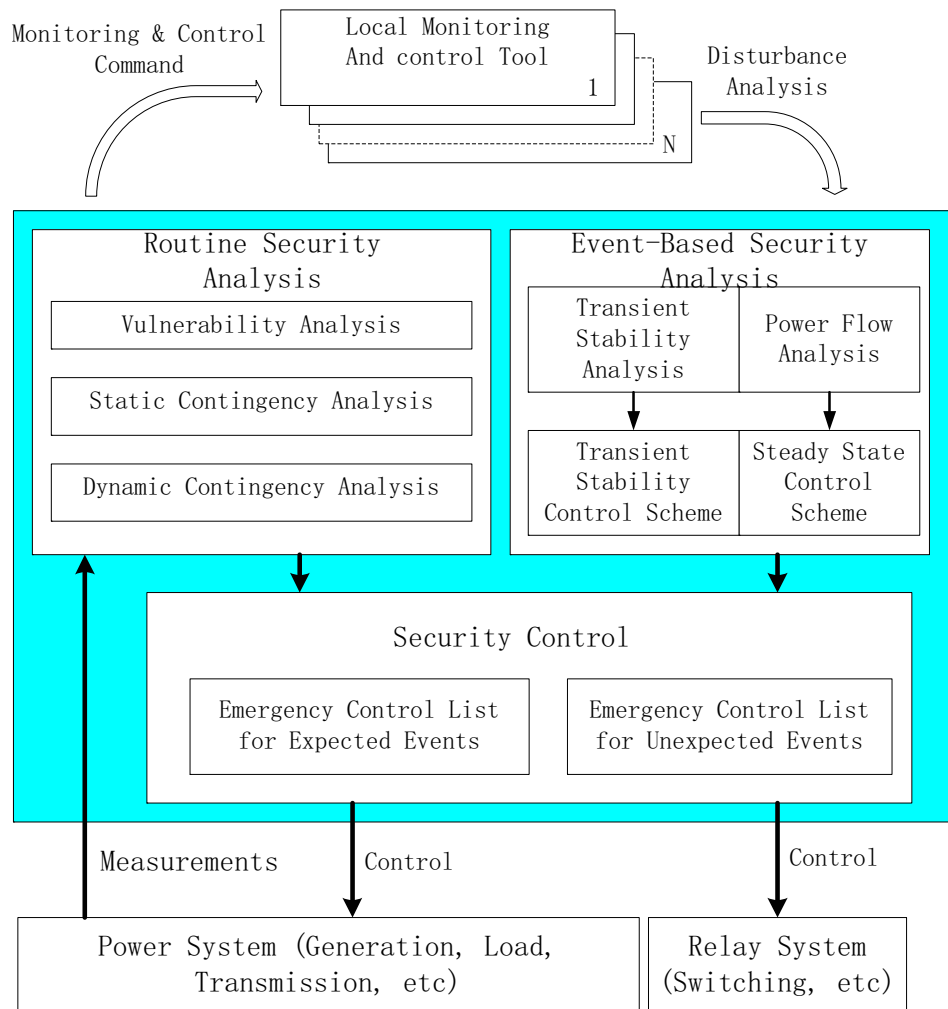 Monitoring & Control
Command
Local Monitoring
And control Tool
1
N
Disturbance
Analysis
Routine Security
Analysis
Vulnerability Analysis
Static Contingency Analysis
Dynamic Contingency Analysis
Event-Based Security
Analysis
Transient
Stability
Analysis
Power Flow
Analysis
Transient
Stability
Control Scheme
Steady State
Control
Scheme
Security Control
Emergency Control List
for Expected Events
Emergency Control List
for Unexpected Events
Measurements
Control
Control
Power System (Generation, Load,
Transmission, etc)
Relay System
(Switching, etc)